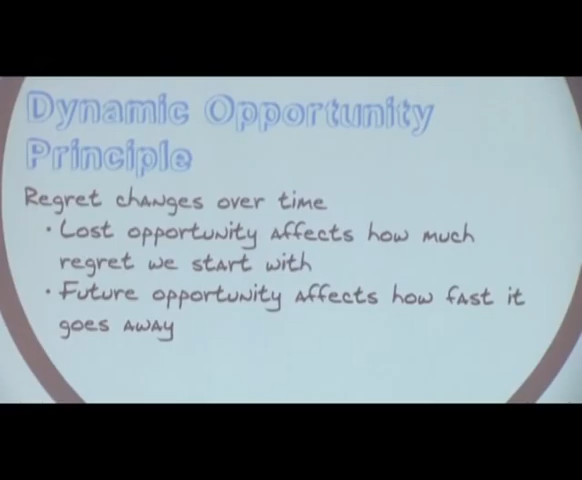 Dynamic Opportunity
Principle
Regret changes over time
• Lost opportunity affects how much
regret we start with
• Future opportunity affects how fast it
goes away